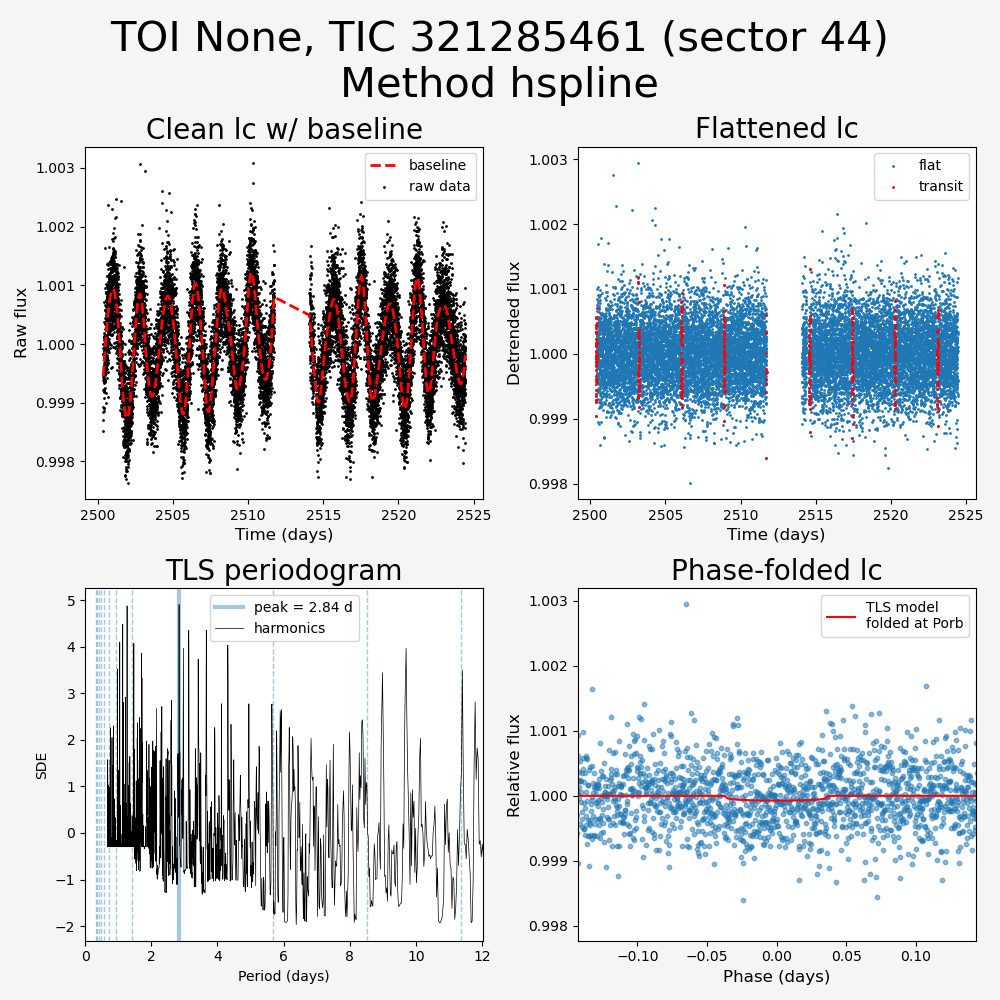 TOI None, TIC 321285461 (sector 44)
Method hspline
Clean lc w/ baseline
Flattened lc
baseline
raw data
flat
transit
Raw flux
1.003
1.002
1.001
1.000
0.999
0.998
2500
2505
2510
2515
2520
2525
Time (days)
Detrended flux
1.003
1.002
1.001
1.000
0.999
0.998
2500
2505
2510
2515
2520
2525
Time (days)
TLS periodogram
Phase-folded lc
peak = 2.84 d
harmonics
SDE
5
4
3
2
1
0
−1
−2
0
2
4
6
8
10
12
Period (days)
TLS model
folded at Porb
Relative flux
1.003
1.002
1.001
1.000
0.999
0.998
−0.10
−0.05
0.00
0.05
0.10
Phase (days)